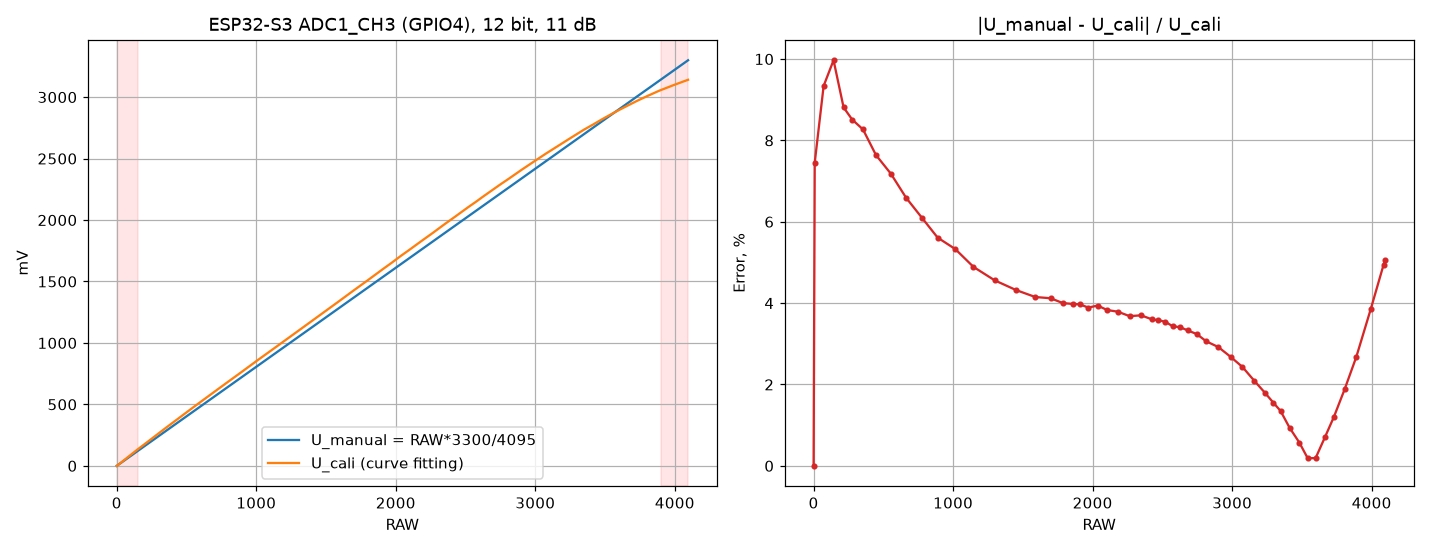 ESP32-S3 ADC1_CH3 (GPIO4), 12 bit, 11 dB
mV
3000
2500
2000
1500
1000
500
0
U_manual = RAW*3300/4095
U_cali (curve fitting)
0
1000
2000
3000
4000
RAW
|U_manual - U_cali| / U_cali
Error, %
10
8
6
4
2
0
0
1000
2000
3000
4000
RAW